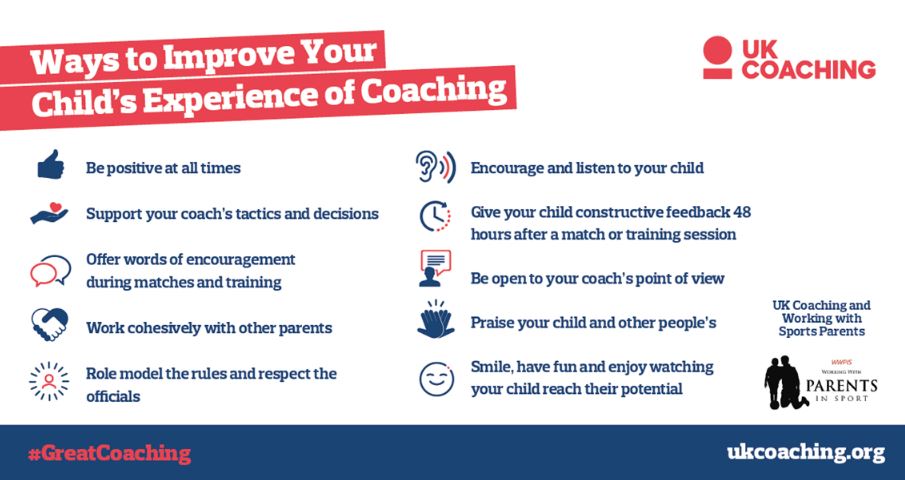 Ways to Improve Your
Child's Experience of Coaching
UK
COACHING
Be positive at all times
Support your coach's tactics and decisions
Offer words of encouragement
during matches and training
Work cohesively with other parents
Role model the rules and respect the
officials
Encourage and listen to your child
Give your child constructive feedback 48
hours after a match or training session
Be open to your coach's point of view
Praise your child and other people's
Smile, have fun and enjoy watching
your child reach their potential
UK Coaching and
Working with
Sports Parents
WWPIS
WORKING WITH
PARENTS
IN SPORT
#GreatCoaching
ukcoaching.org